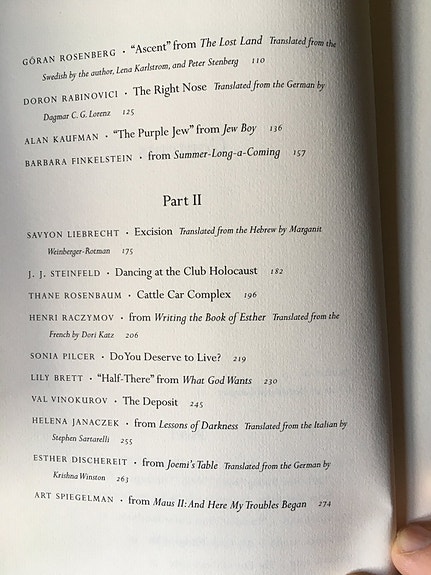 GÖRAN ROSENBERG · “Ascent” from The Lost Land Translated from the
Swedish by the author, Lena Karlstrom, and Peter Stenberg 110
DORON RABINOVICI · The Right Nose Translated from the German by
Dagmar C. G. Lorenz 125
ALAN KAUFMAN · “The Purple Jew” from Jew Boy 136
BARBARA FINKELSTEIN · from Summer-Long-a-Coming 157
Part II
SAVYON LIEBRECHT · Excision Translated from the Hebrew by Marganit
Weinberger-Rotman 175
J. J. STEINFELD · Dancing at the Club Holocaust 182
THANE ROSENBAUM · Cattle Car Complex 196
HENRI RACZYMOV · from Writing the Book of Esther Translated from the
French by Dori Katz 206
SONIA PILCER · Do You Deserve to Live? 219
LILY BRETT · “Half-There” from What God Wants 230
VAL VINOKUROV · The Deposit 245
HELENA JANACZEK · from Lessons of Darkness Translated from the Italian by
Stephen Sartarelli 255
ESTHER DISCHEREIT · from Joemi's Table Translated from the German by
Krishna Winston 263
ART SPIEGELMAN · from Maus II: And Here My Troubles Began 274